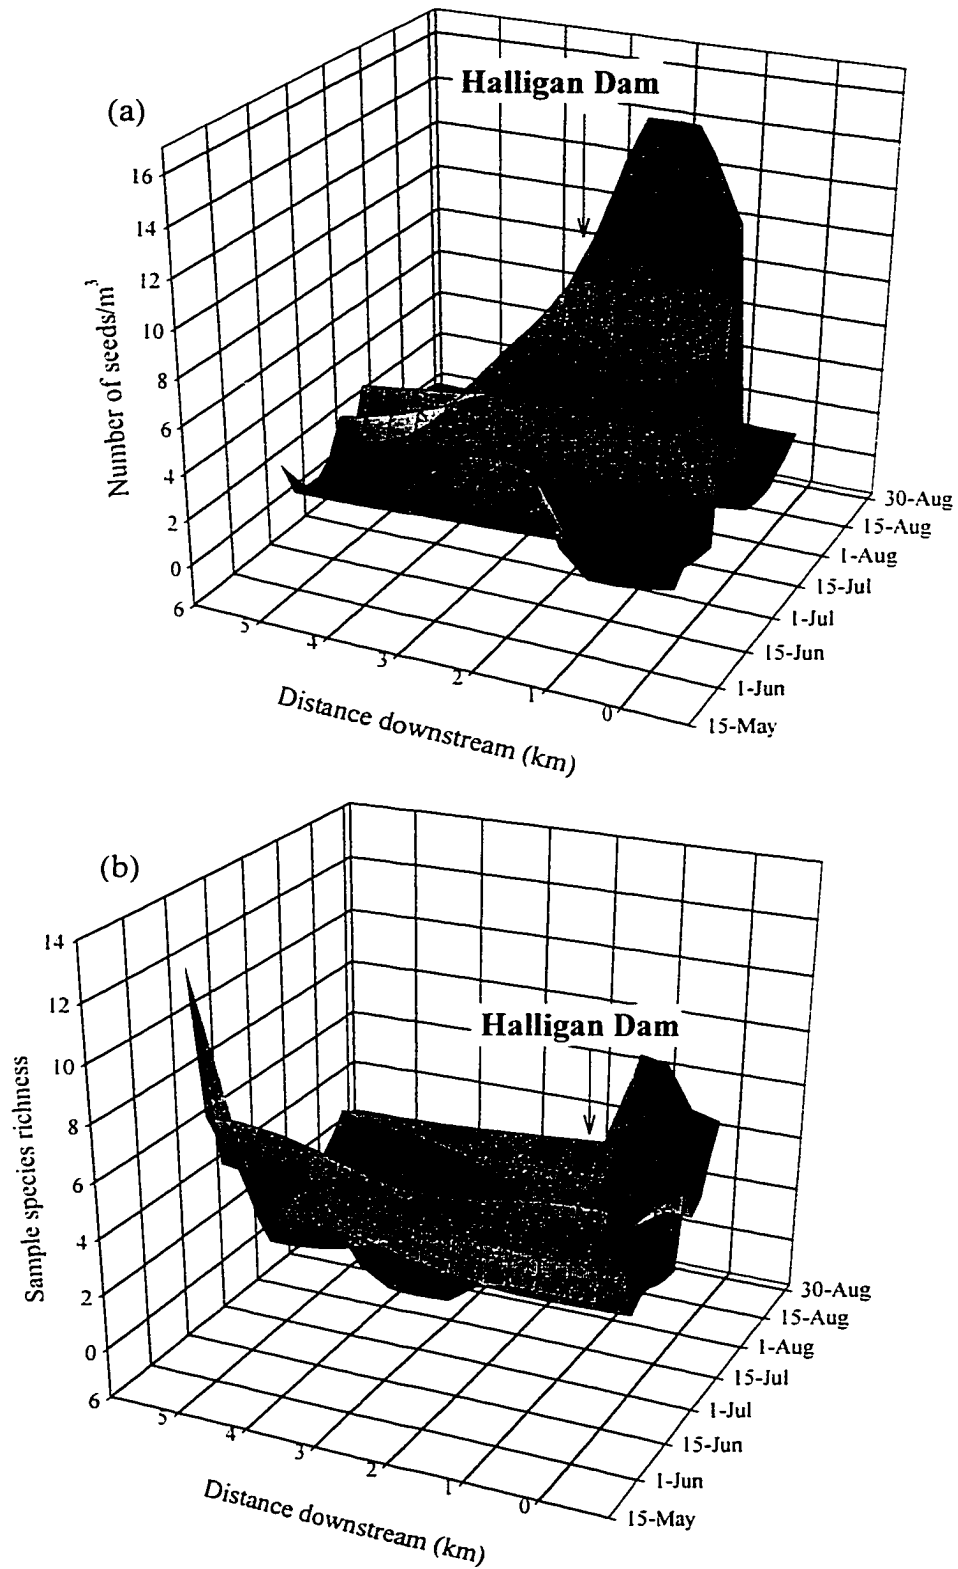 Halligan Dam
(a)
16
14
12
10
8
6
4
2
0
Number of seeds/m³
6
5
4
3
2
1
0
Distance downstream (km)
30-Aug
15-Aug
1-Aug
15-Jul
1-Jul
15-Jun
1-Jun
15-May
(b)
14
12
10
8
6
4
2
0
Sample species richness
Halligan Dam
6
5
4
3
2
1
0
Distance downstream (km)
30-Aug
15-Aug
1-Aug
15-Jul
1-Jul
15-Jun
1-Jun
15-May